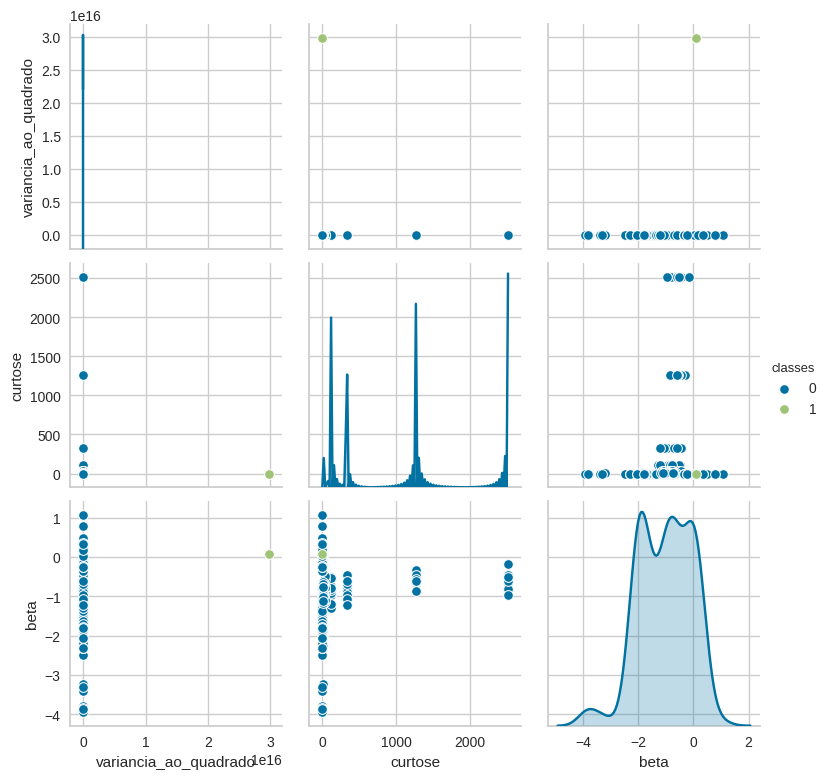 1e16
3.0
2.5
2.0
1.5
1.0
0.5
0.0
variancia_ao_quadrado
2500
2000
1500
1000
500
0
curtose
classes
0
1
1
0
−1
−2
−3
−4
beta
0 1 2 3
1e16
variancia_ao_quadrado
0 1000 2000
curtose
−4 −2 0 2
beta